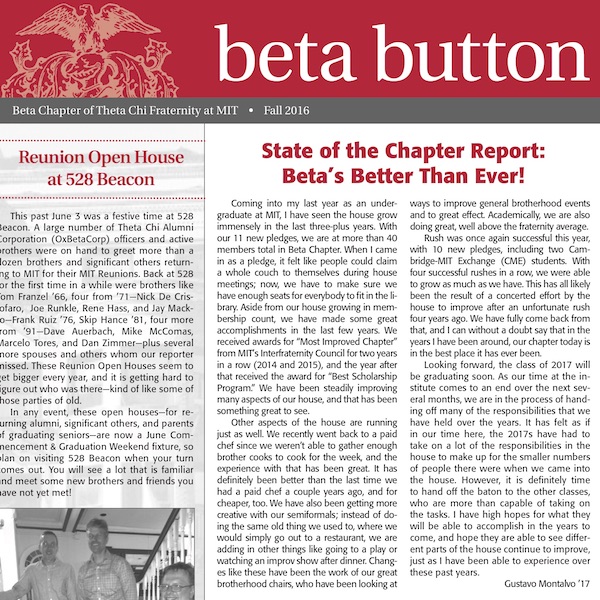 beta button
Beta Chapter of Theta Chi Fraternity at MIT • Fall 2016
Reunion Open House
at 528 Beacon
This past June 3 was a festive time at 528
Beacon. A large number of Theta Chi Alumni
Corporation (OxBetaCorp) officers and active
brothers were on hand to greet more than a
dozen brothers and significant others return-
ing to MIT for their MIT Reunions. Back at 528
for the first time in a while were brothers like
Tom Franzel '66, four from '71—Nick De Cris-
tofaro, Joe Runkle, Rene Hass, and Jay Mack-
o—Frank Ruiz '76, Skip Hance '81, four more
from '91—Dave Auerbach, Mike McComas,
Marcelo Tores, and Dan Zimmer—plus several
more spouses and others whom our reporter
missed. These Reunion Open Houses seem to
get bigger every year, and it is getting hard to
figure out who was there—kind of like some of
those parties of old.
In any event, these open houses—for re-
turning alumni, significant others, and parents
of graduating seniors—are now a June Com-
mencement & Graduation Weekend fixture, so
plan on visiting 528 Beacon when your turn
comes out. You will see a lot that is familiar
and meet some new brothers and friends you
have not yet met!
State of the Chapter Report:
Beta's Better Than Ever!
Coming into my last year as an under-
graduate at MIT, I have seen the house grow
immensely in the last three-plus years. With
our 11 new pledges, we are at more than 40
members total in Beta Chapter. When I came
in as a pledge, it felt like people could claim
a whole couch to themselves during house
meetings; now, we have to make sure we
have enough seats for everybody to fit in the li-
brary. Aside from our house growing in mem-
bership count, we have made some great
accomplishments in the last few years. We
received awards for "Most Improved Chapter"
from MIT's Interfraternity Council for two years
in a row (2014 and 2015), and the year after
that received the award for "Best Scholarship
Program." We have been steadily improving
many aspects of our house, and that has been
something great to see.
Other aspects of the house are running
just as well. We recently went back to a paid
chef since we weren't able to gather enough
brother cooks to cook for the week, and the
experience with that has been great. It has
definitely been better than the last time we
had a paid chef a couple years ago, and for
cheaper, too. We have also been getting more
creative with our semiformals; instead of do-
ing the same old thing we used to, where we
would simply go out to a restaurant, we are
adding in other things like going to a play or
watching an improv show after dinner. Chang-
es like these have been the work of our great
brotherhood chairs, who have been looking at
ways to improve general brotherhood events
and to great effect. Academically, we are also
doing great, well above the fraternity average.
Rush was once again successful this year,
with 10 new pledges, including two Cam-
bridge-MIT Exchange (CME) students. With
four successful rushes in a row, we were able
to grow as much as we have. This has all likely
been the result of a concerted effort by the
house to improve after an unfortunate rush
four years ago. We have fully come back from
that, and I can without a doubt say that in the
years I have been around, our chapter today is
in the best place it has ever been.
Looking forward, the class of 2017 will
be graduating soon. As our time at the in-
stitute comes to an end over the next sev-
eral months, we are in the process of hand-
ing off many of the responsibilities that we
have held over the years. It has felt as if
in our time here, the 2017s have had to
take on a lot of the responsibilities in the
house to make up for the smaller numbers
of people there were when we came into
the house. However, it is definitely time
to hand off the baton to the other classes,
who are more than capable of taking on
the tasks. I have high hopes for what they
will be able to accomplish in the years to
come, and hope they are able to see differ-
ent parts of the house continue to improve,
just as I have been able to experience over
these past years.
Gustavo Montalvo '17